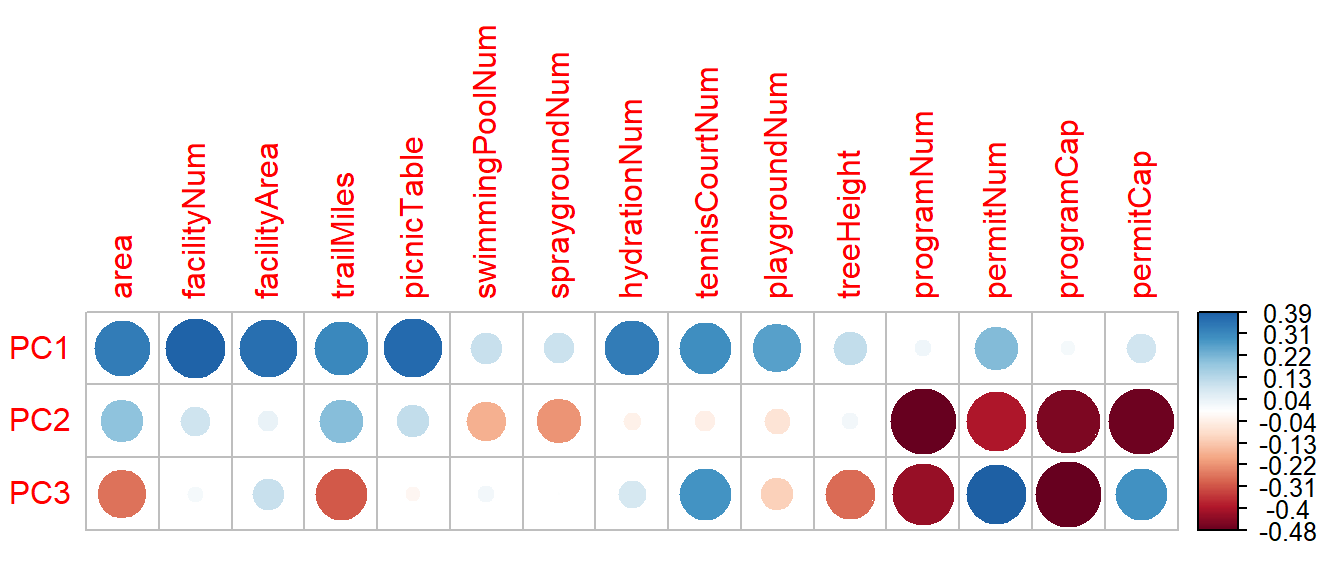 area
facilityNum
facilityArea
trailMiles
picnicTable
swimmingPoolNum
spraygroundNum
hydrationNum
tennisCourtNum
playgroundNum
treeHeight
programNum
permitNum
programCap
permitCap
PC1
PC2
PC3
0.39
0.31
0.22
0.13
0.04
-0.04
-0.13
-0.22
-0.31
-0.4
-0.48